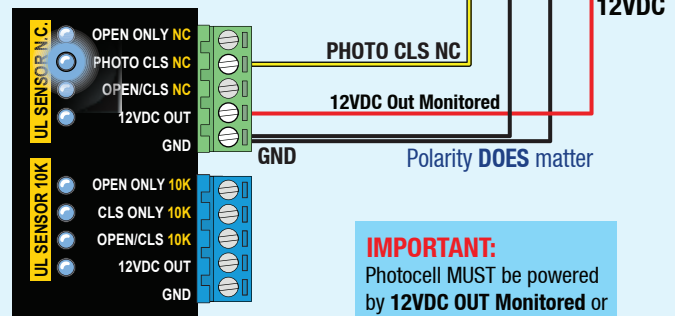 12VDC
UL SENSOR N.C.
OPEN ONLY NC
PHOTO CLS NC
OPEN/CLS NC
12VDC OUT
GND
PHOTO CLS NC
12VDC Out Monitored
GND
Polarity DOES matter
UL SENSOR 10K
OPEN ONLY 10K
CLS ONLY 10K
OPEN/CLS 10K
12VDC OUT
GND
IMPORTANT:
Photocell MUST be powered
by 12VDC OUT Monitored or